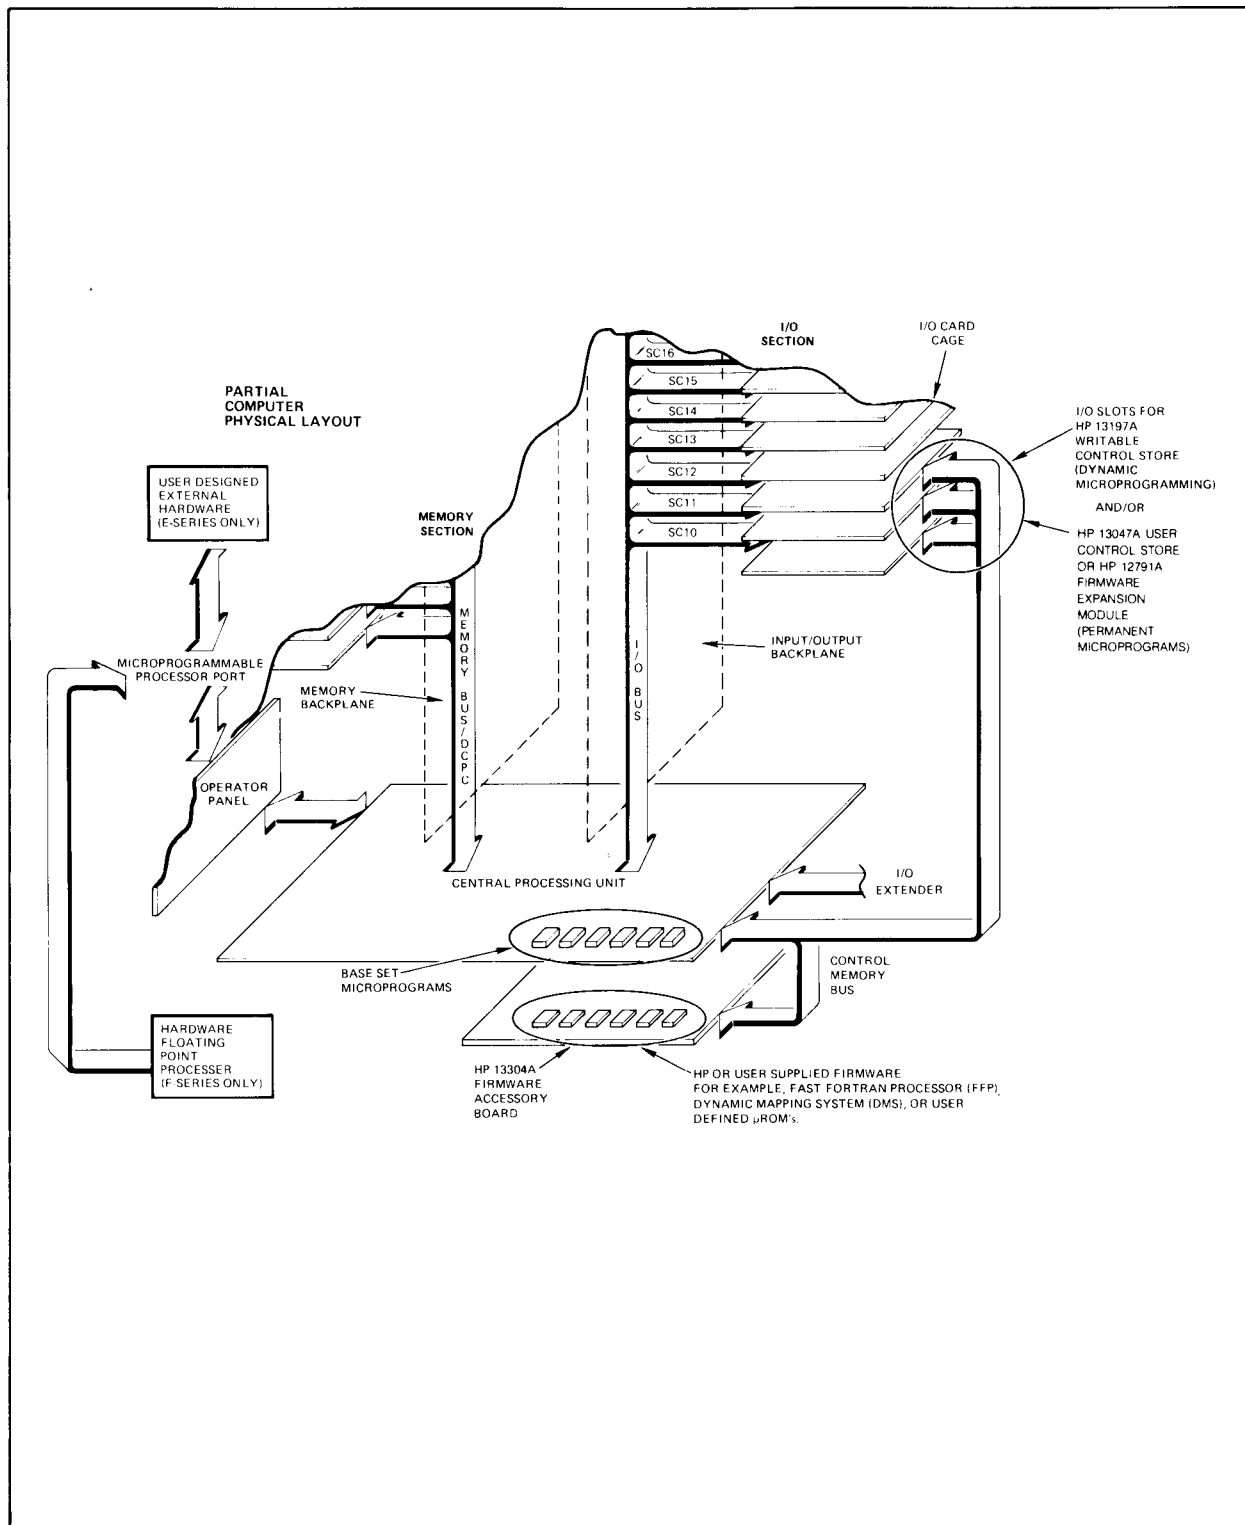 I/O
SECTION
I/O CARD
CAGE
SC16
SC15
SC14
SC13
SC12
SC11
SC10
PARTIAL
COMPUTER
PHYSICAL LAYOUT
I/O SLOTS FOR
HP 13197A
WRITABLE
CONTROL STORE
(DYNAMIC
MICROPROGRAMMING)
AND/OR
HP 13047A USER
CONTROL STORE
OR HP 12791A
FIRMWARE
EXPANSION
MODULE
(PERMANENT
MICROPROGRAMS)
USER DESIGNED
EXTERNAL
HARDWARE
(E-SERIES ONLY)
MEMORY
SECTION
MEMORY BUS/DCPC
I/O BUS
INPUT/OUTPUT
BACKPLANE
MICROPROGRAMMABLE
PROCESSOR PORT
MEMORY
BACKPLANE
OPERATOR
PANEL
CENTRAL PROCESSING UNIT
I/O
EXTENDER
BASE SET
MICROPROGRAMS
CONTROL
MEMORY
BUS
HARDWARE
FLOATING
POINT
PROCESSER
(F-SERIES ONLY)
HP 13304A
FIRMWARE
ACCESSORY
BOARD
HP OR USER SUPPLIED FIRMWARE
FOR EXAMPLE, FAST FORTRAN PROCESSOR (FFP),
DYNAMIC MAPPING SYSTEM (DMS), OR USER
DEFINED µROM's.